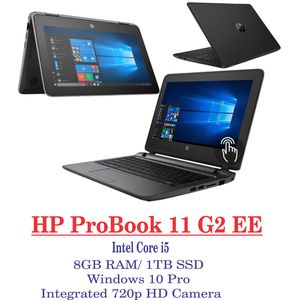 HP ProBook 11 G2 EE
Intel Core i5
8GB RAM/ 1TB SSD
Windows 10 Pro
Integrated 720p HD Camera